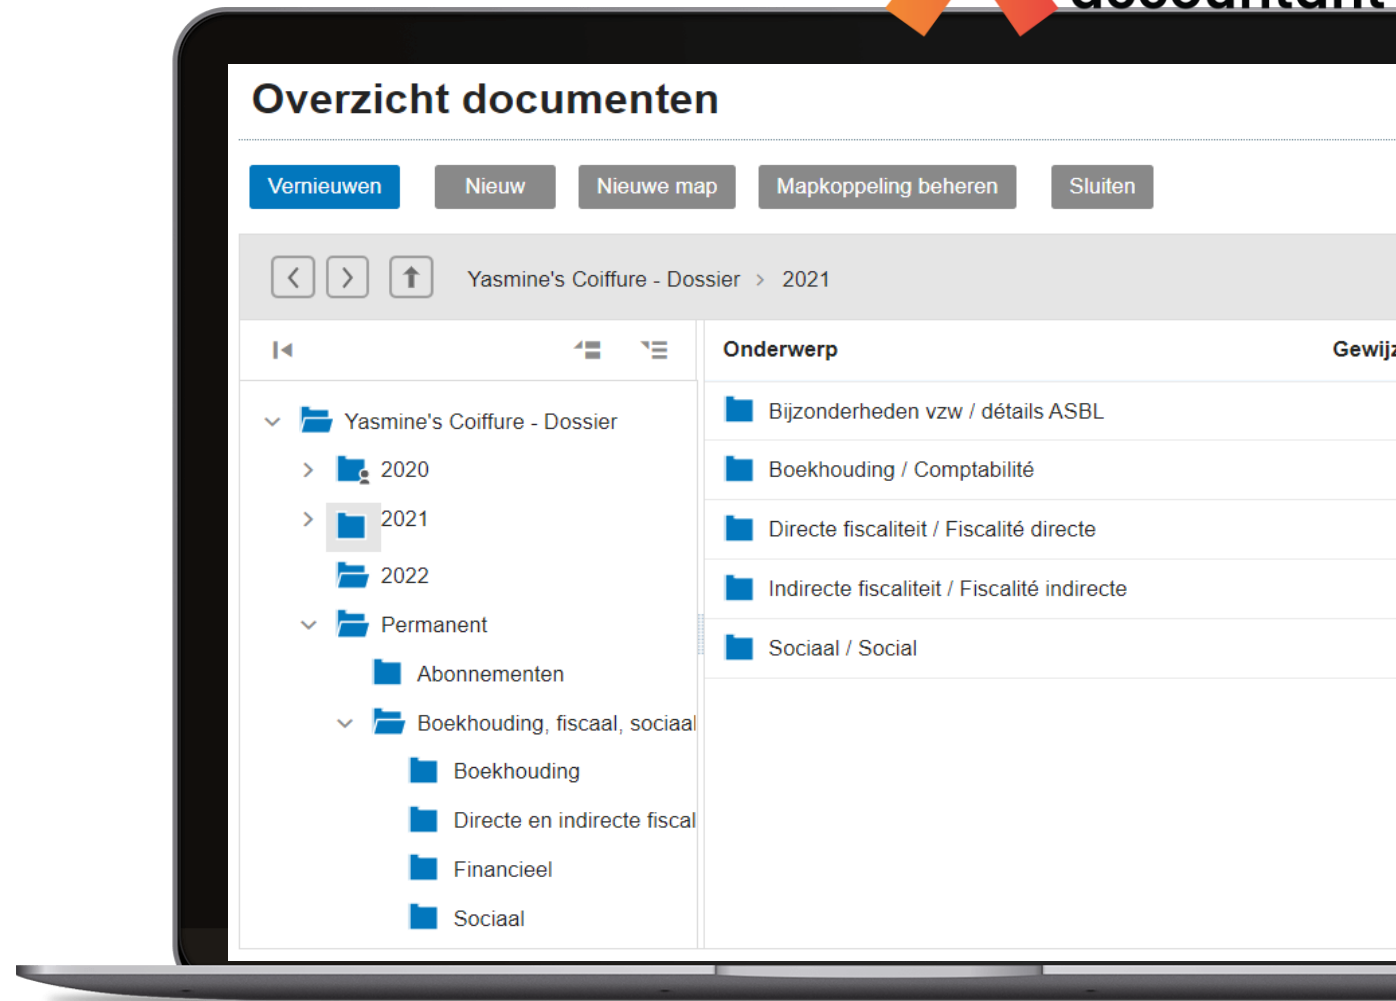 accountant
Overzicht documenten
Vernieuwen Nieuw Nieuwe map Mapkoppeling beheren Sluiten
Yasmine's Coiffure - Dossier > 2021
Onderwerp Gewijz
Yasmine's Coiffure - Dossier
2020
2021
2022
Permanent
Abonnementen
Boekhouding, fiscaal, sociaal
Boekhouding
Directe en indirecte fiscal
Financieel
Sociaal
Bijzonderheden vzw / détails ASBL
Boekhouding / Comptabilité
Directe fiscaliteit / Fiscalité directe
Indirecte fiscaliteit / Fiscalité indirecte
Sociaal / Social